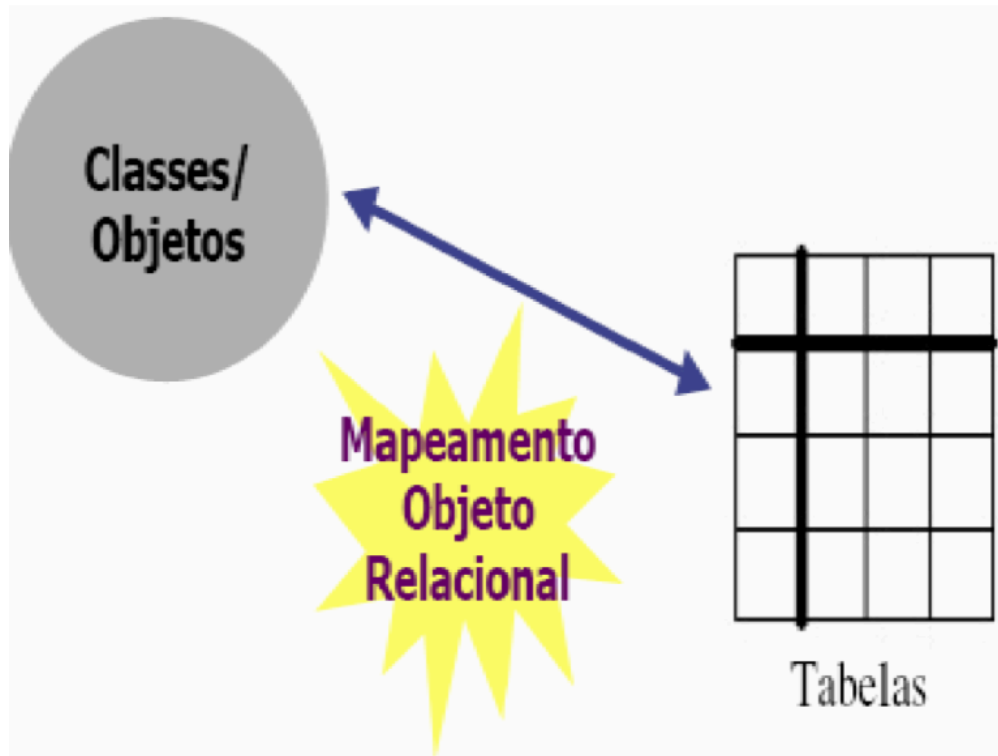 Classes/
Objetos
Mapeamento
Objeto
Relacional
Tabelas